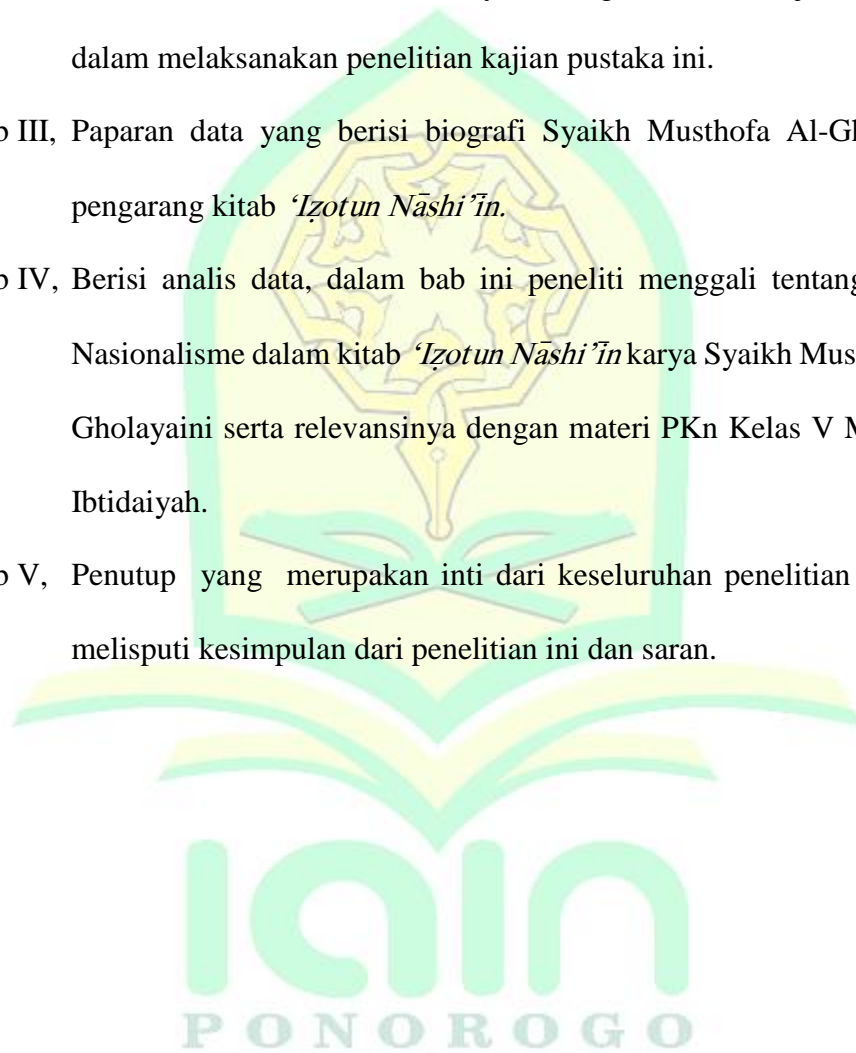 dalam melaksanakan penelitian kajian pustaka ini.
III, Paparan data yang berisi biografi Syaikh Musthofa
pengarang kitab ‘Iẓotun Nāshi’īn.
IV, Berisi analis data, dalam bab ini peneliti menggali tentang
Nasionalisme dalam kitab ‘Iẓotun Nāshi’īn karya Syaikh
Gholayaini serta relevansinya dengan materi PKn Kelas V
Ibtidaiyah.
V, Penutup yang merupakan inti dari keseluruhan penelitian
melisputi kesimpulan dari penelitian ini dan saran.
iain
PONOROGO